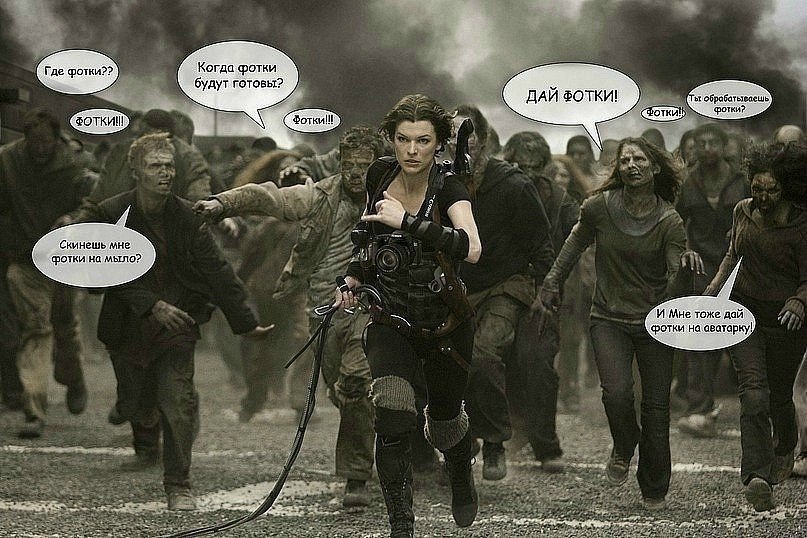 Где фотки??
Когда фотки
будут готовы?
ДАЙ ФОТКИ!
Ты обрабатываешь
фотки?
ФОТКИ!!!
Фотки!!!
Фотки!!
Скинешь мне
фотки на мыло?
И Мне тоже дай
фотки на аватарку!